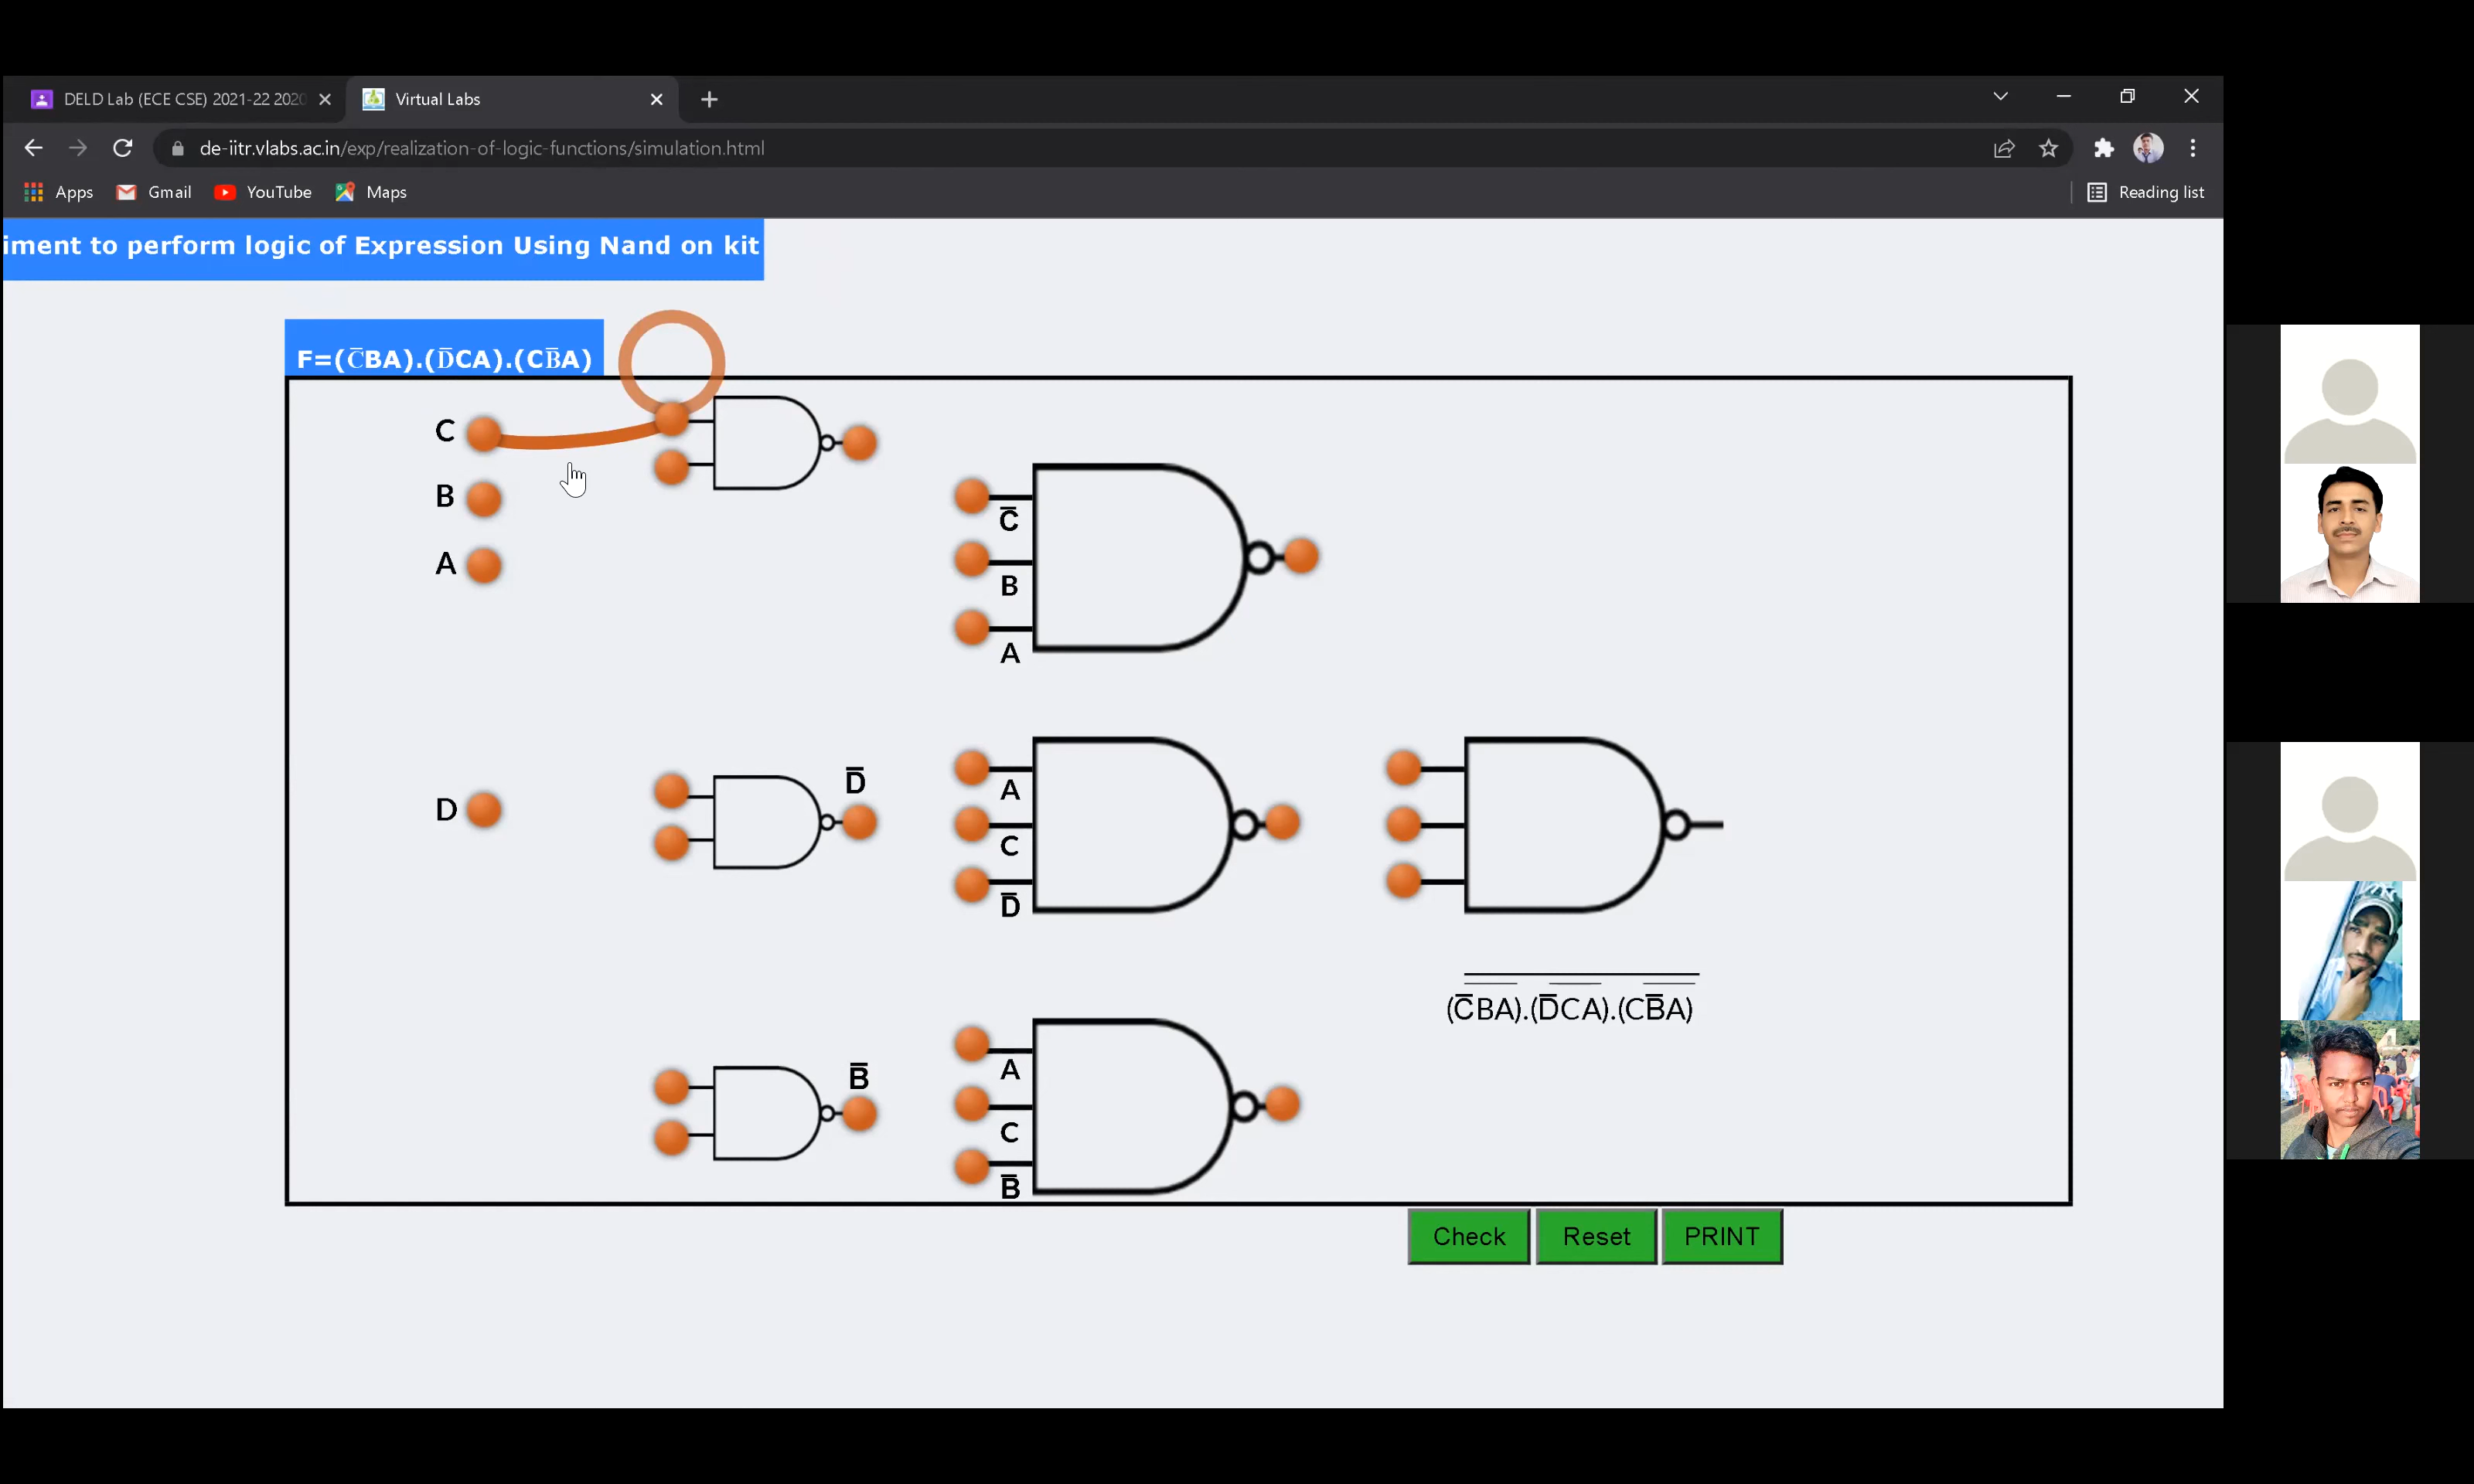 DELD Lab (ECE CSE) 2021-22 2020
Virtual Labs
de-iitr.vlabs.ac.in/exp/realization-of-logic-functions/simulation.html
Apps Gmail YouTube Maps Reading list
iment to perform logic of Expression Using Nand on kit
F=(C̅BA).(D̅CA).(CB̅A)
C
B
A
C̅
B
A
D
D̅
A
C
D̅
(C̅BA).(D̅CA).(CB̅A)
B̅
A
C
B̅
Check Reset PRINT